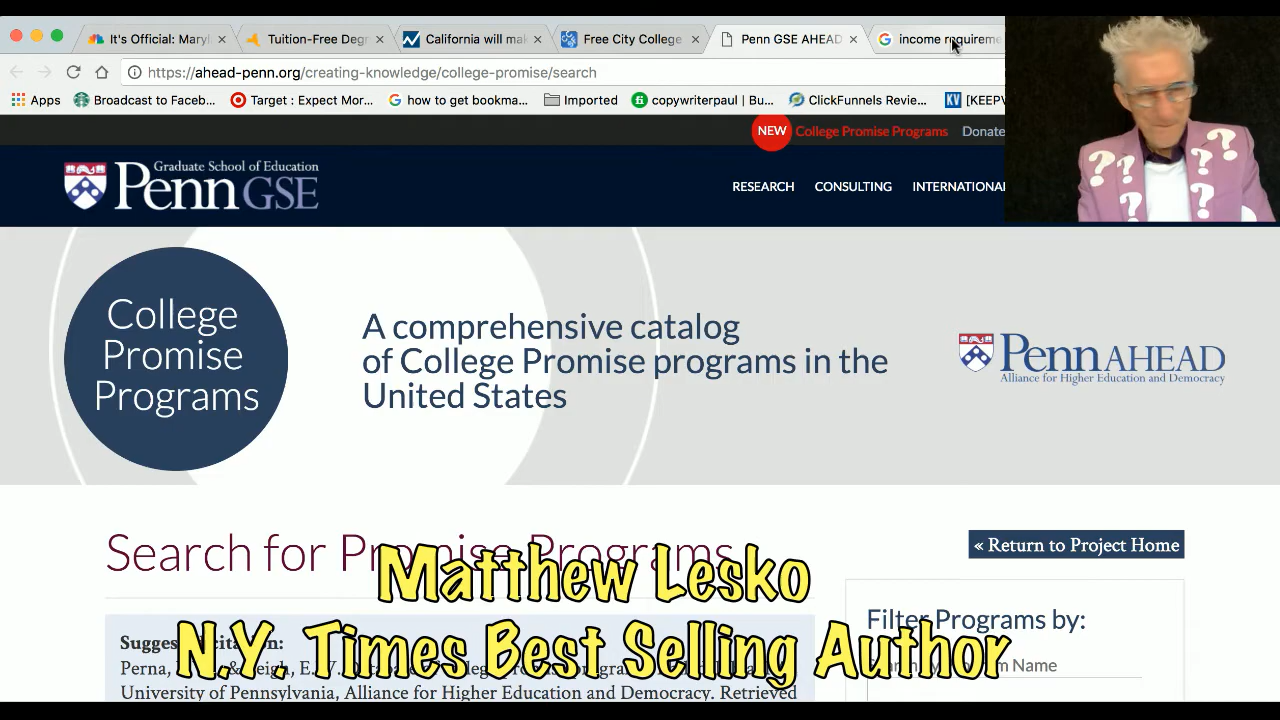 It's Official: Maryl
Tuition-Free Deg
California will mak
Free City College
Penn GSE AHEAD
income requireme
https://ahead-penn.org/creating-knowledge/college-promise/search
Apps
Broadcast to Faceb...
Target : Expect Mor...
how to get bookma...
Imported
copywriterpaul | Bu...
ClickFunnels Revie...
[KEEPV
NEW
College Promise Programs
Donate
Graduate School of Education
Penn GSE
RESEARCH
CONSULTING
INTERNATIONAL
? ? ? ? ?
College
Promise
Programs
A comprehensive catalog
of College Promise programs in the
United States
Penn AHEAD
Alliance for Higher Education and Democracy
Search for Promise Programs
« Return to Project Home
Matthew Lesko
Filter Programs by:
N.Y. Times Best Selling Author
Name
University of Pennsylvania, Alliance for Higher Education and Democracy. Retrieved